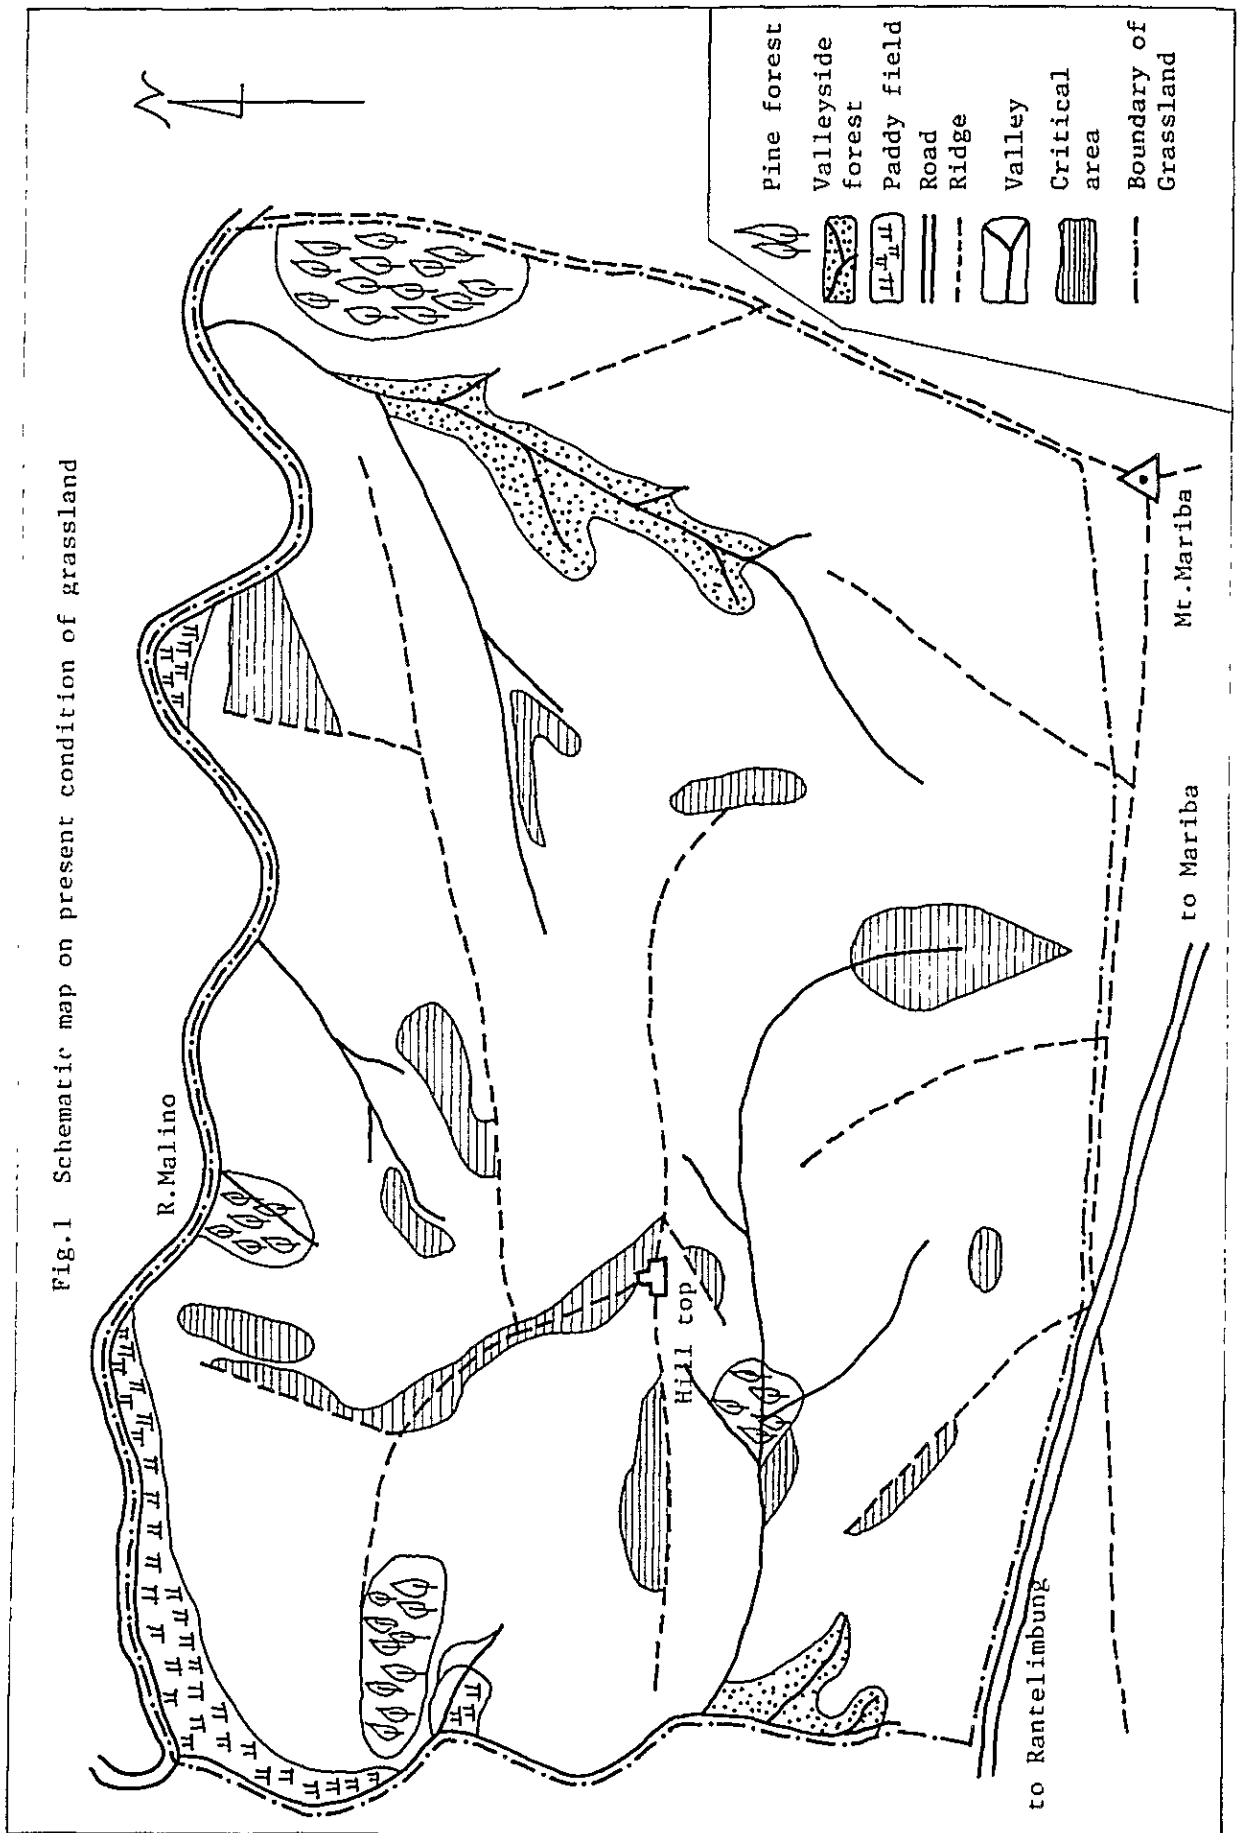 Fig.1 Schematic map on present condition of grassland
N
R.Malino
Hill top
Mt.Mariba
to Mariba
to Rantelimbung
Pine forest
Valleyside
forest
Paddy field
Road
Ridge
Valley
Critical
area
Boundary of
Grassland